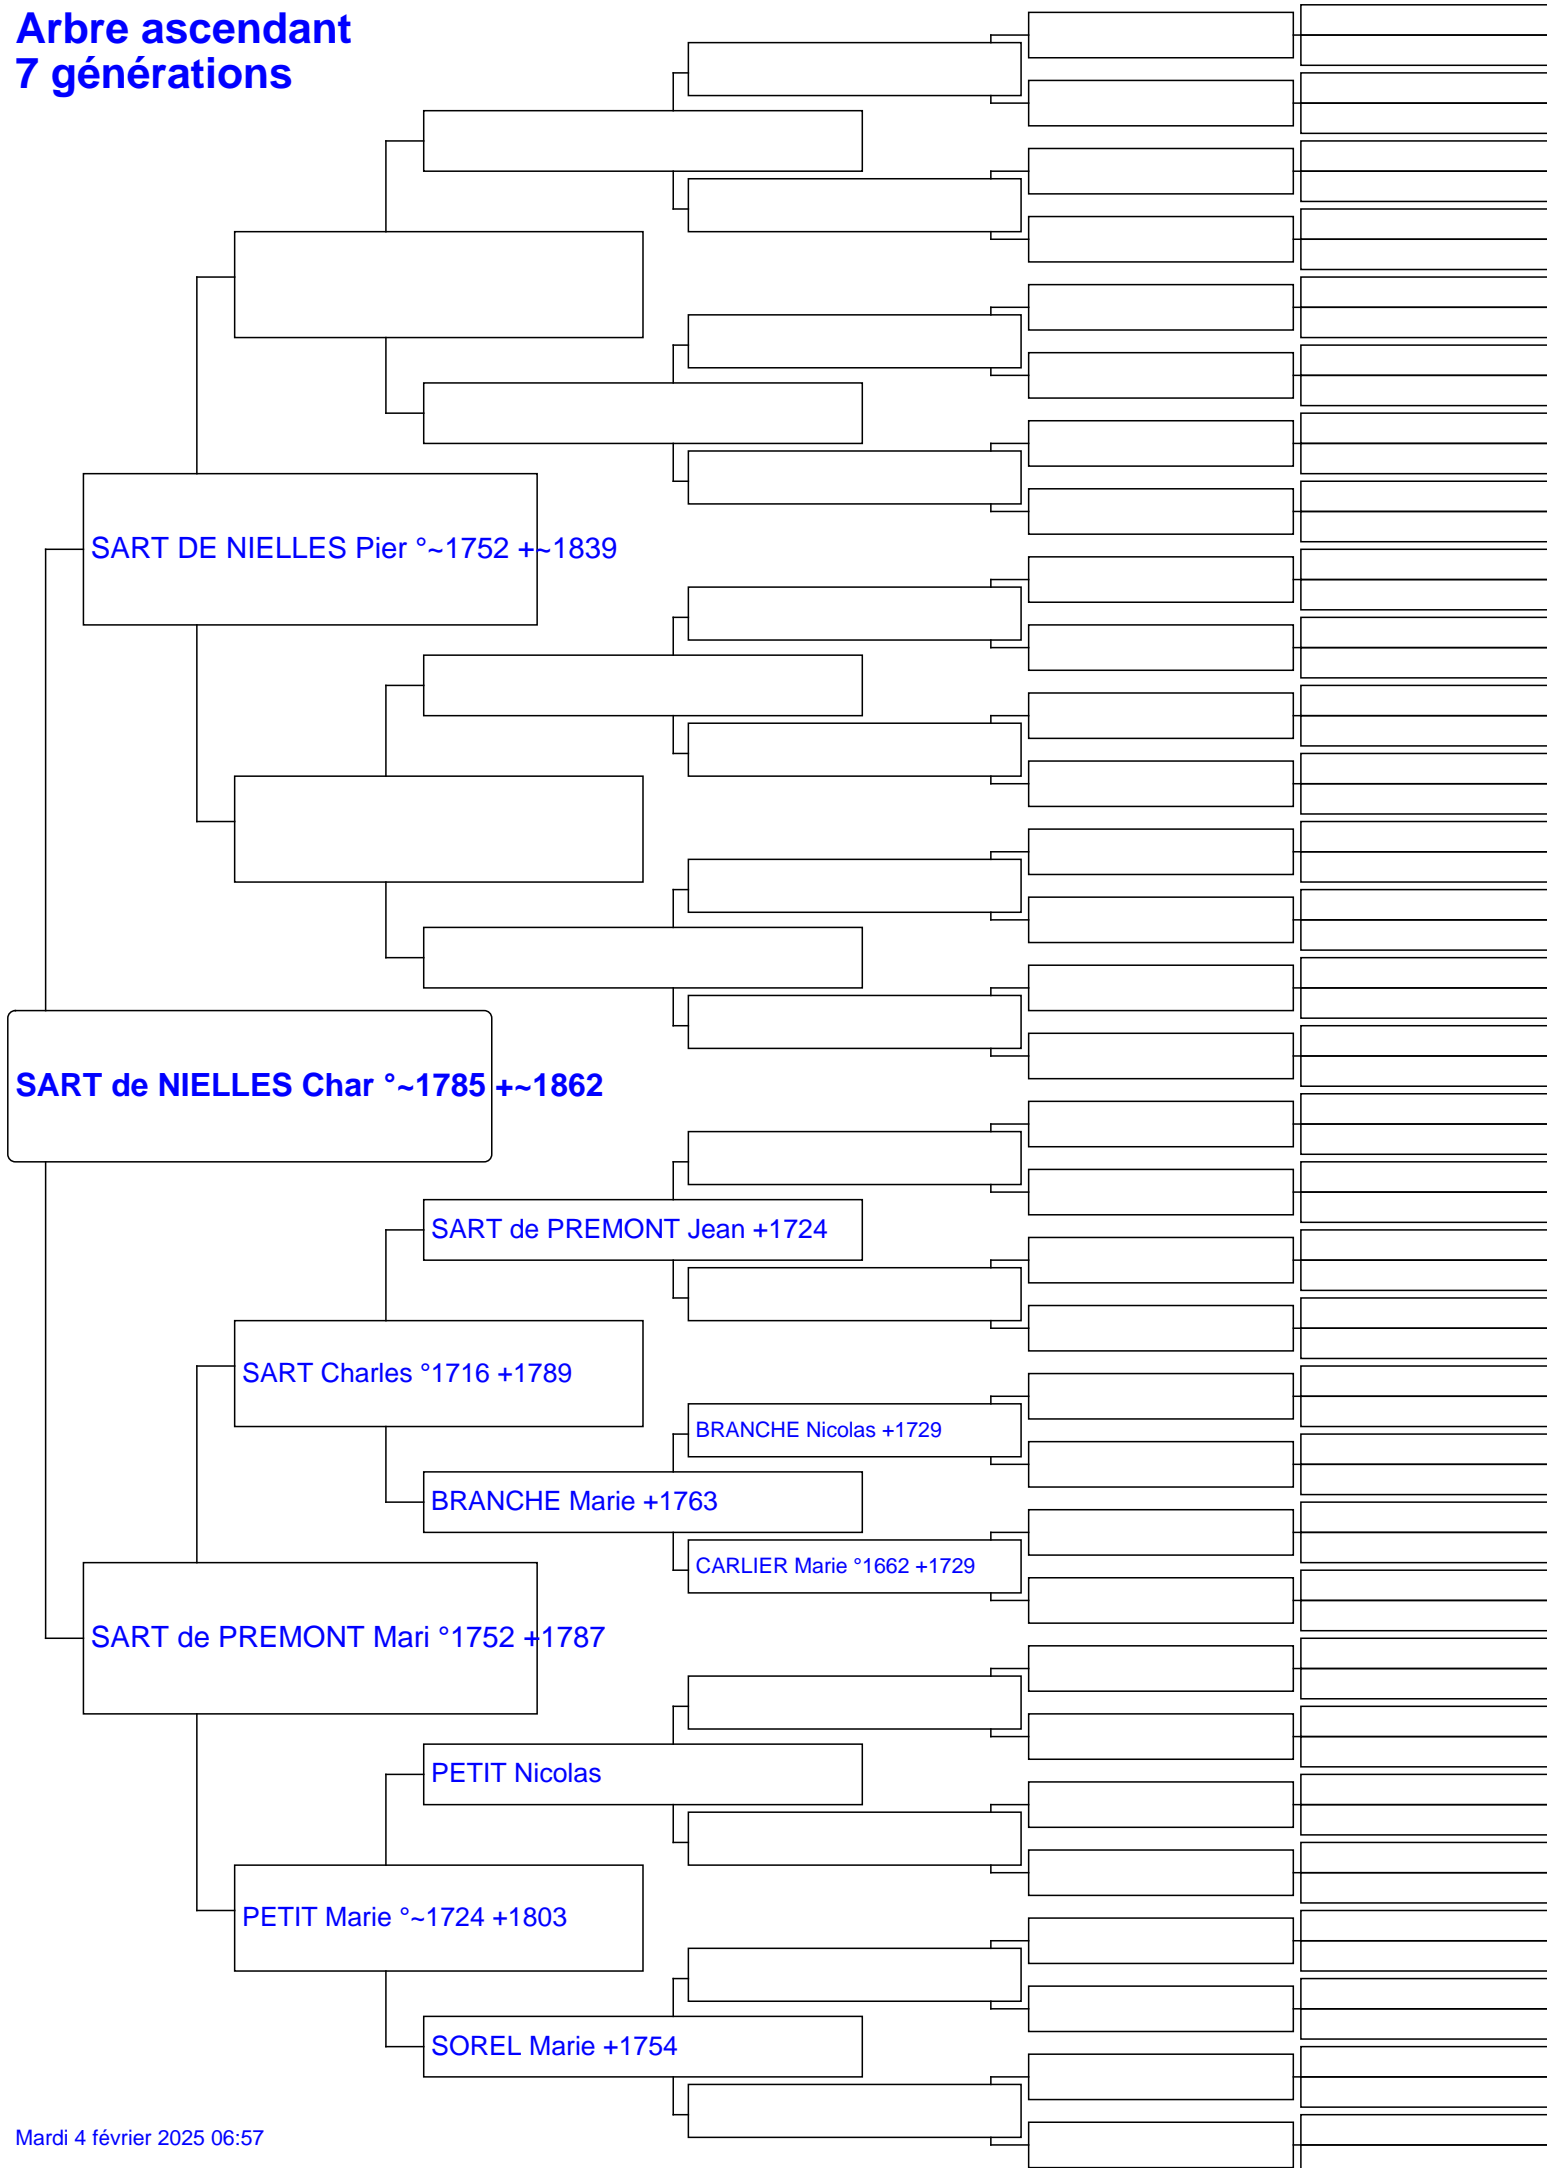 Arbre ascendant
7 générations
SART DE NIELLES Pier °~1752 +~1839
SART de NIELLES Char °~1785 +~1862
SART de PREMONT Jean +1724
SART Charles °1716 +1789
BRANCHE Nicolas +1729
BRANCHE Marie +1763
CARLIER Marie °1662 +1729
SART de PREMONT Mari °1752 +1787
PETIT Nicolas
PETIT Marie °~1724 +1803
SOREL Marie +1754
Mardi 4 février 2025 06:57